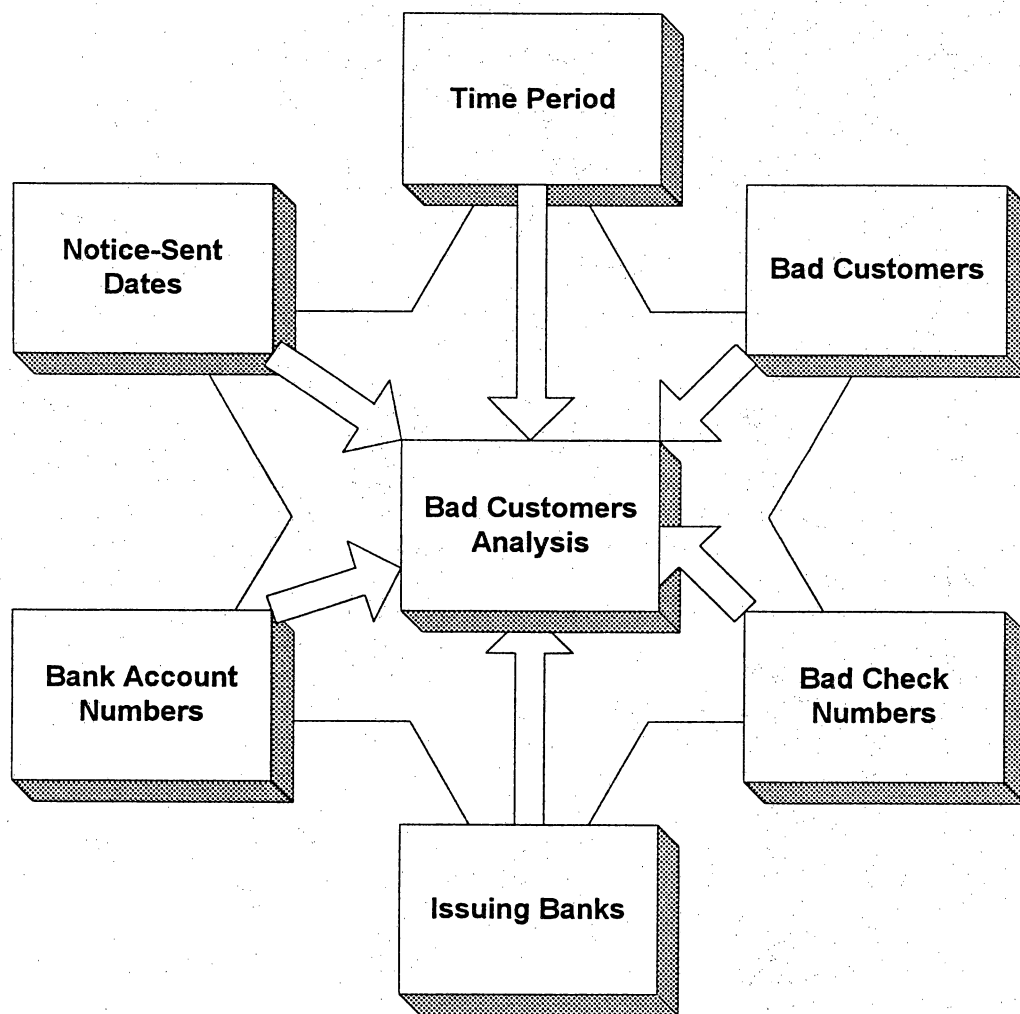 Time Period
Notice-Sent
Dates
Bad Customers
Bad Customers
Analysis
Bank Account
Numbers
Bad Check
Numbers
Issuing Banks